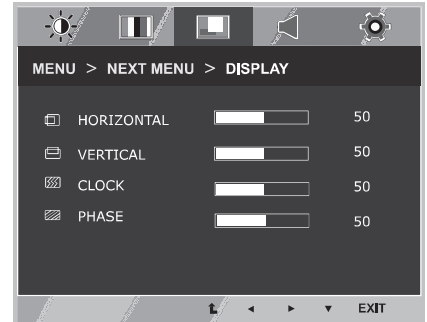 MENU > NEXT MENU > DISPLAY
HORIZONTAL 50
VERTICAL 50
CLOCK 50
PHASE 50
EXIT